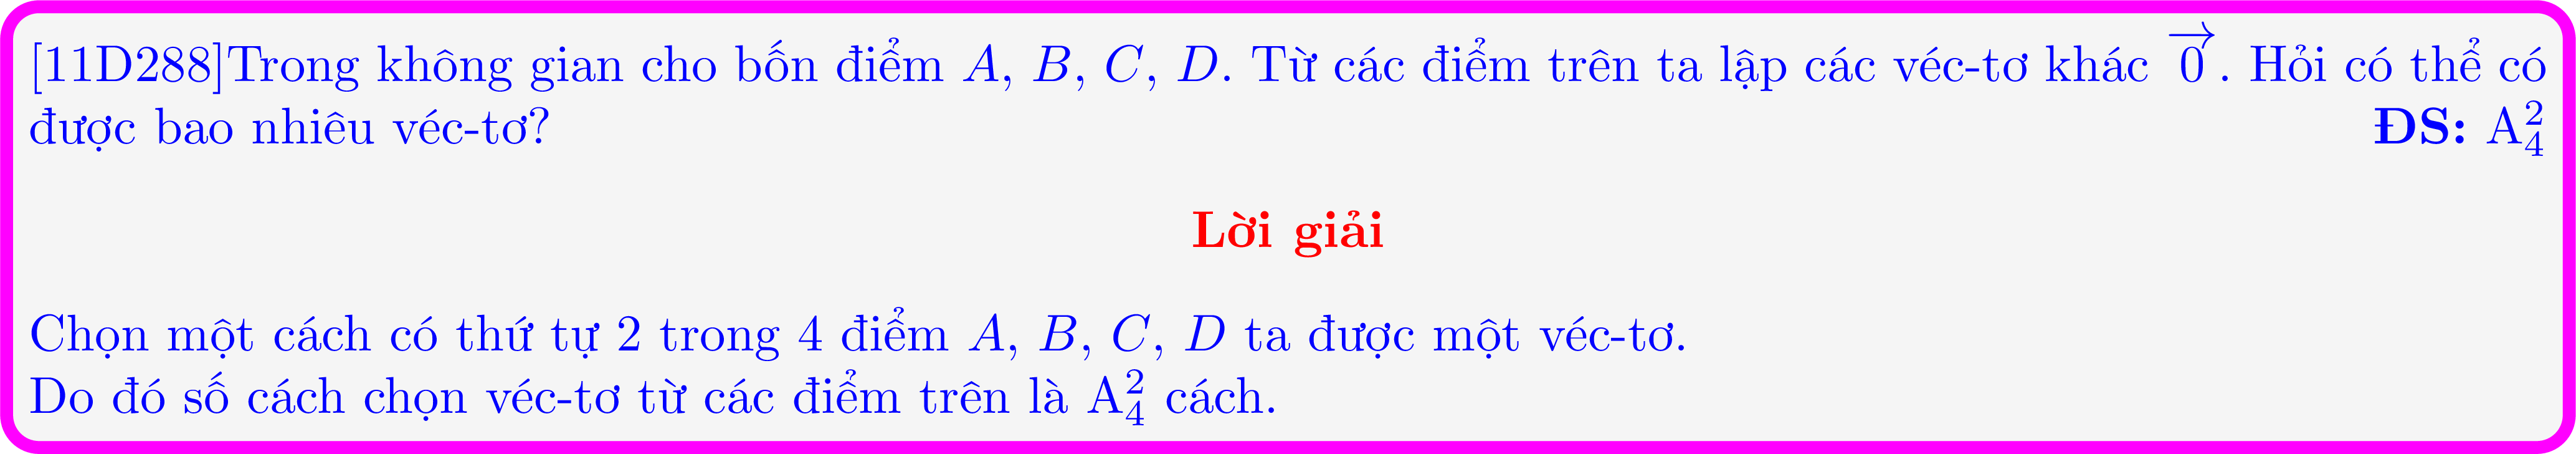 [11D288]Trong không gian cho bốn điểm A, B, C, D. Từ các điểm trên ta lập các véc-tơ khác $\overrightarrow{0}$. Hỏi có thể có
được bao nhiêu véc-tơ? ĐS: $\mathrm{A}_4^2$
Lời giải
Chọn một cách có thứ tự 2 trong 4 điểm A, B, C, D ta được một véc-tơ.
Do đó số cách chọn véc-tơ từ các điểm trên là $\mathrm{A}_4^2$ cách.